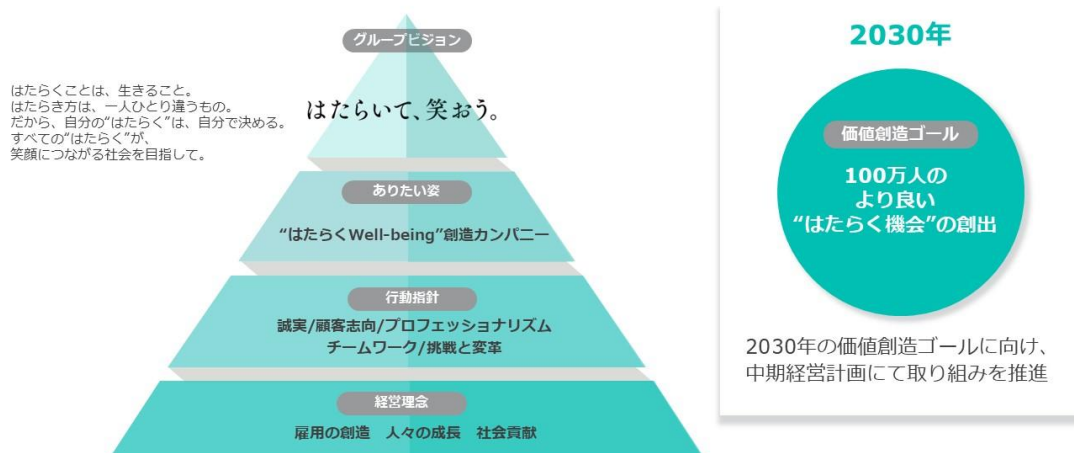 グループビジョン
はたらくことは、生きること。
はたらき方は、一人ひとり違うもの。
だから、自分の“はたらく”は、自分で決める。
すべての“はたらく”が、
笑顔につながる社会を目指して。
はたらいて、笑おう。
ありたい姿
“はたらくWell-being”創造カンパニー
行動指針
誠実/顧客志向/プロフェッショナリズム
チームワーク/挑戦と変革
経営理念
雇用の創造　人々の成長　社会貢献
2030年
価値創造ゴール
100万人の
より良い
“はたらく機会”の創出
2030年の価値創造ゴールに向け、
中期経営計画にて取り組みを推進